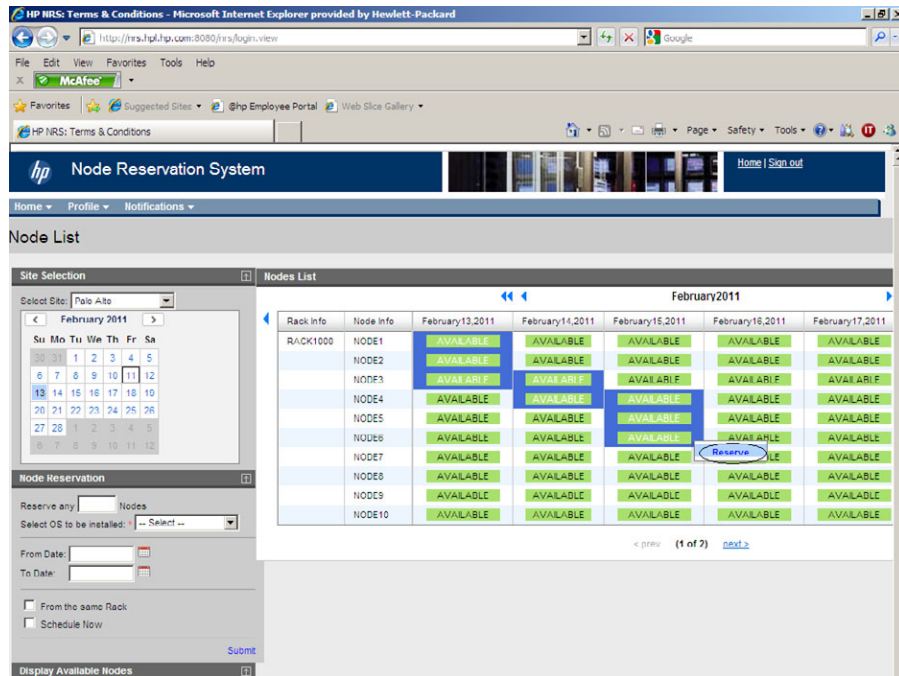 HP NRS: Terms & Conditions - Microsoft Internet Explorer provided by Hewlett-Packard
http://nrs.hpl.hp.com:8080/nrs/login.view
Google
File Edit View Favorites Tools Help
x McAfee
Favorites Suggested Sites @hp Employee Portal Web Slice Gallery
HP NRS: Terms & Conditions
Page Safety Tools
hp Node Reservation System
Home | Sign out
Home Profile Notifications
Node List
Site Selection
Select Site: Palo Alto
February 2011
Su Mo Tu We Th Fr Sa
30 31 1 2 3 4 5
6 7 8 9 10 11 12
13 14 15 16 17 18 19
20 21 22 23 24 25 26
27 28 1 2 3 4 5
6 7 8 9 10 11 12
Node Reservation
Reserve any Nodes
Select OS to be installed: * -- Select --
From Date:
To Date:
From the same Rack
Schedule Now
Submit
Display Available Nodes
Nodes List
February2011
Rack Info Node Info February13,2011 February14,2011 February15,2011 February16,2011 February17,2011
RACK1000 NODE1 AVAILABLE AVAILABLE AVAILABLE AVAILABLE AVAILABLE
NODE2 AVAILABLE AVAILABLE AVAILABLE AVAILABLE AVAILABLE
NODE3 AVAILABLE AVAILABLE AVAILABLE AVAILABLE AVAILABLE
NODE4 AVAILABLE AVAILABLE AVAILABLE AVAILABLE AVAILABLE
NODE5 AVAILABLE AVAILABLE AVAILABLE AVAILABLE AVAILABLE
NODE6 AVAILABLE AVAILABLE AVAILABLE AVAILABLE AVAILABLE
Reserve
NODE7 AVAILABLE AVAILABLE AVAILABLE AVAILABLE
NODE8 AVAILABLE AVAILABLE AVAILABLE AVAILABLE AVAILABLE
NODE9 AVAILABLE AVAILABLE AVAILABLE AVAILABLE AVAILABLE
NODE10 AVAILABLE AVAILABLE AVAILABLE AVAILABLE AVAILABLE
< prev (1 of 2) next >